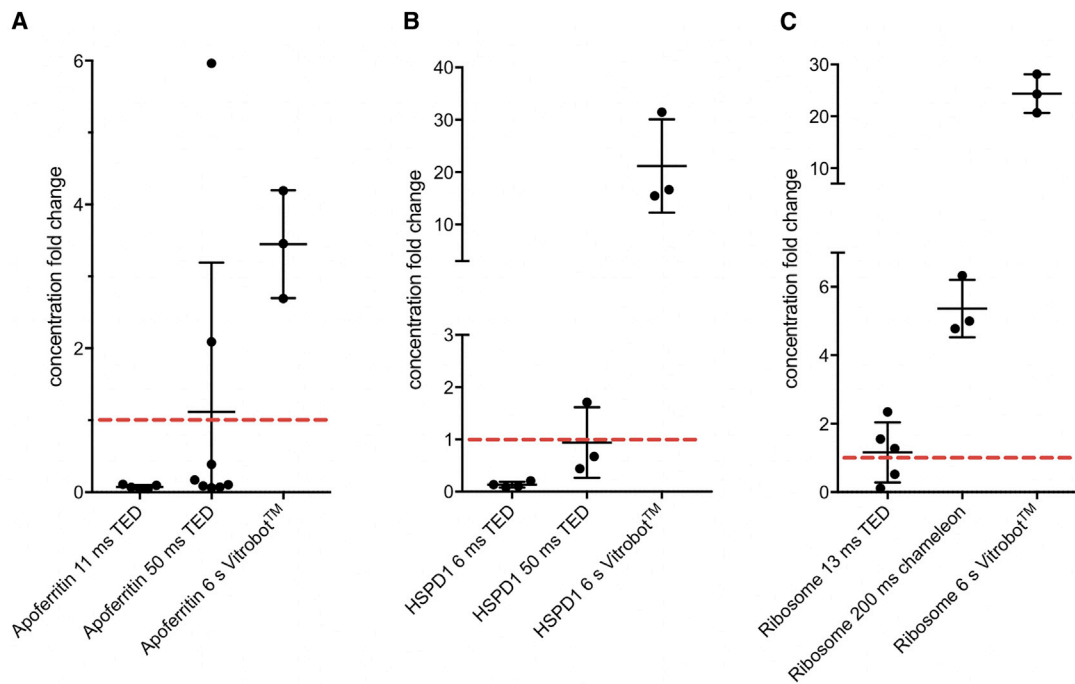 A
concentration fold change
6
4
2
0
Apoferritin 11 ms TED
Apoferritin 50 ms TED
Apoferritin 6 s Vitrobot™
B
concentration fold change
40
30
20
10
3
2
1
0
HSPD1 6 ms TED
HSPD1 50 ms TED
HSPD1 6 s Vitrobot™
C
concentration fold change
30
20
10
6
4
2
0
Ribosome 13 ms TED
Ribosome 200 ms chameleon
Ribosome 6 s Vitrobot™